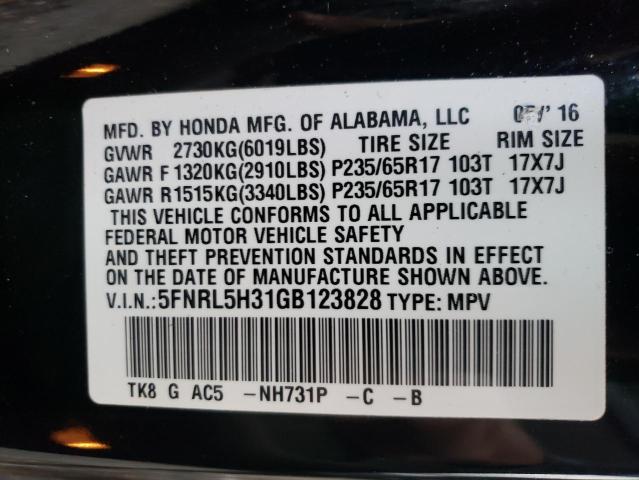 MFD. BY HONDA MFG. OF ALABAMA, LLC 05/' 16
GVWR 2730KG(6019LBS) TIRE SIZE RIM SIZE
GAWR F 1320KG(2910LBS) P235/65R17 103T 17X7J
GAWR R1515KG(3340LBS) P235/65R17 103T 17X7J
THIS VEHICLE CONFORMS TO ALL APPLICABLE
FEDERAL MOTOR VEHICLE SAFETY
AND THEFT PREVENTION STANDARDS IN EFFECT
ON THE DATE OF MANUFACTURE SHOWN ABOVE.
V.I.N.:5FNRL5H31GB123828 TYPE: MPV
TK8 G AC5 -NH731P -C -B